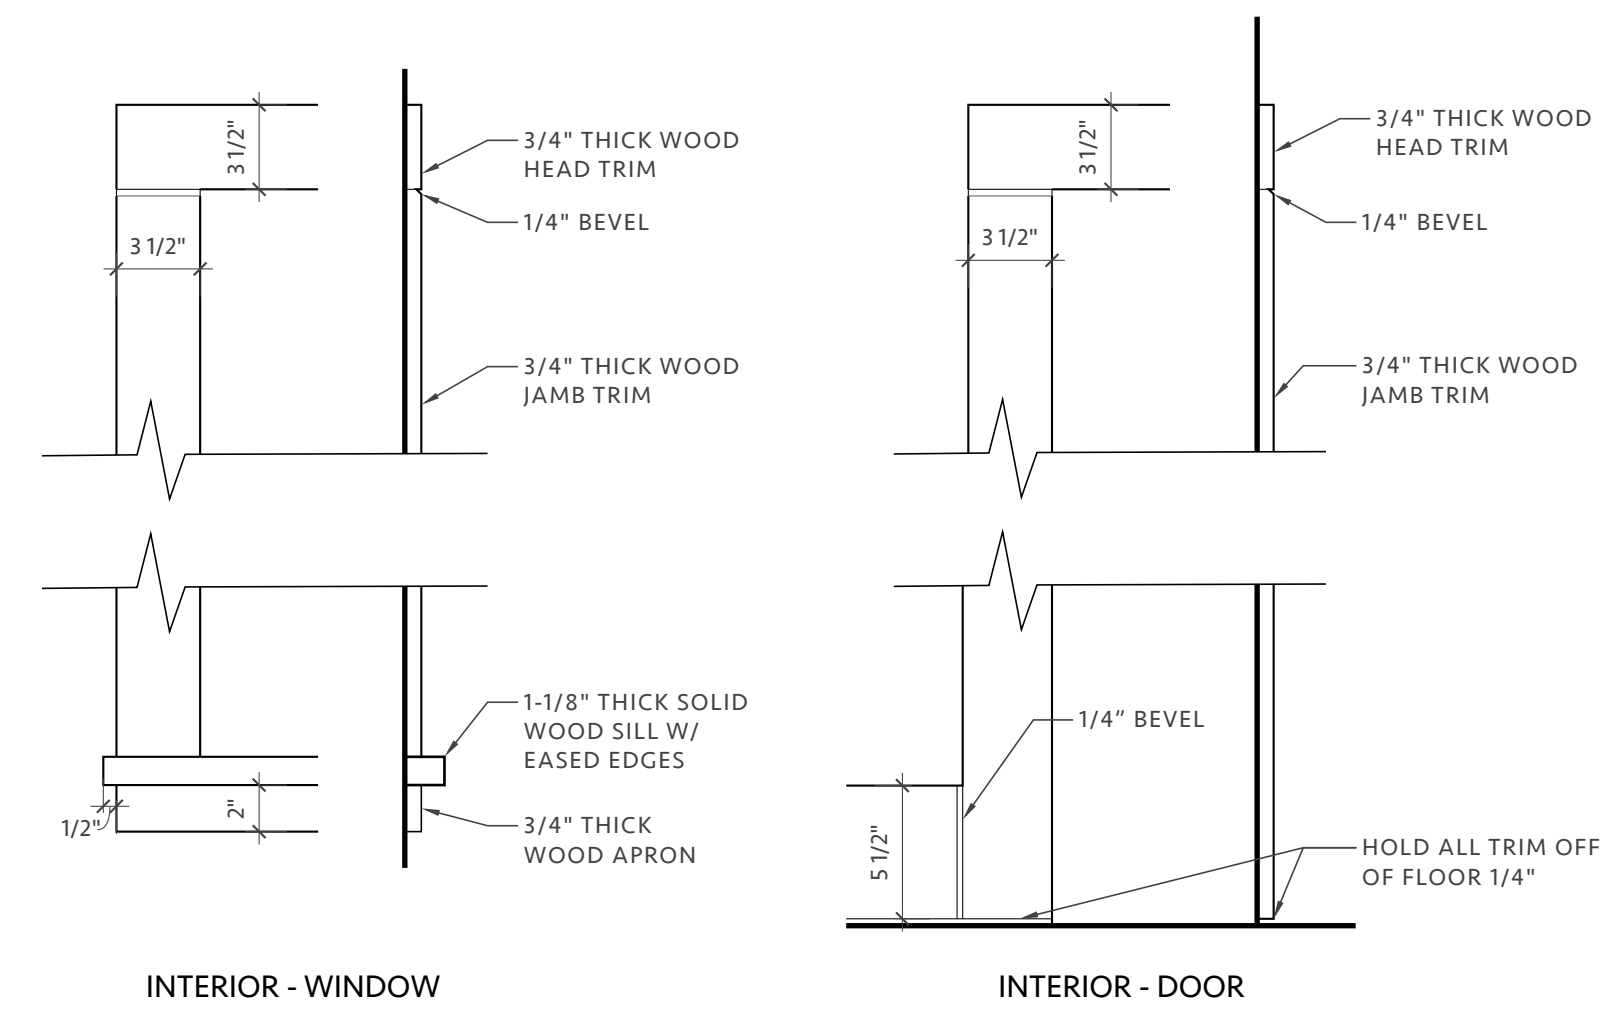 3 1/2"
3/4" THICK WOOD
HEAD TRIM
1/4" BEVEL
3 1/2"
3/4" THICK WOOD
JAMB TRIM
1-1/8" THICK SOLID
WOOD SILL W/
EASED EDGES
1/2"
2"
3/4" THICK
WOOD APRON
INTERIOR - WINDOW
3 1/2"
3/4" THICK WOOD
HEAD TRIM
1/4" BEVEL
3 1/2"
3/4" THICK WOOD
JAMB TRIM
1/4” BEVEL
5 1/2"
HOLD ALL TRIM OFF
OF FLOOR 1/4"
INTERIOR - DOOR